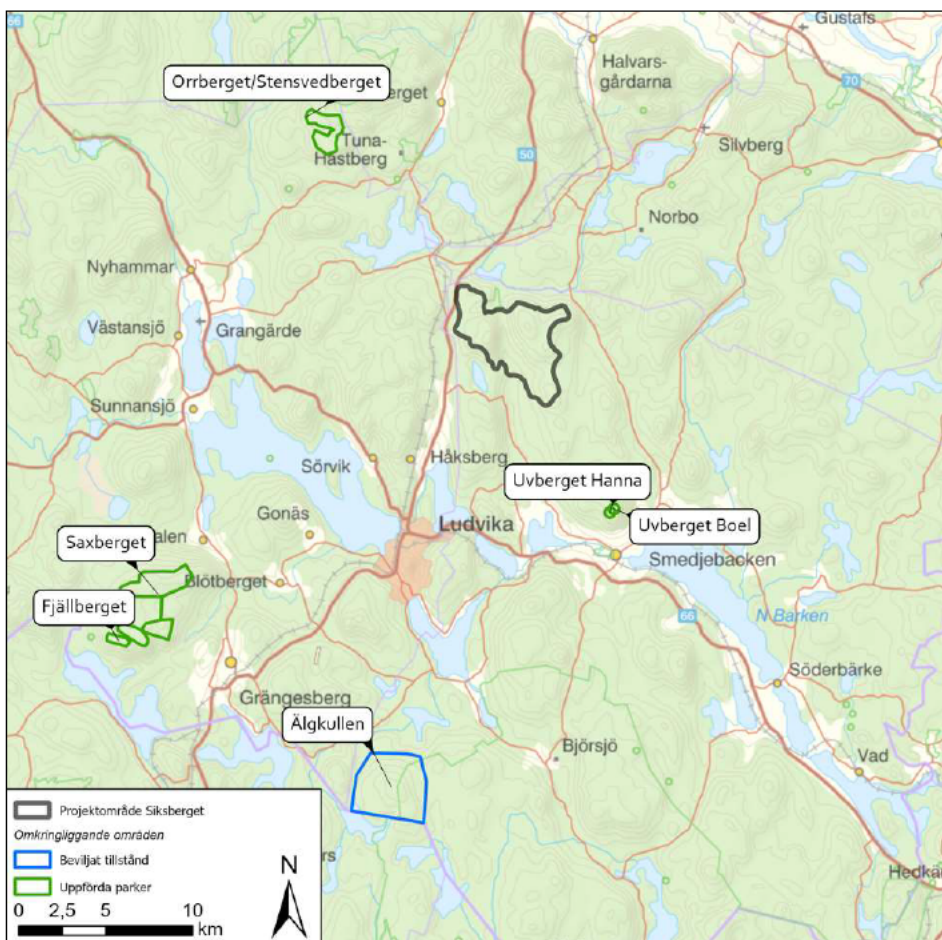 66
Gustafs
Orrberget/Stensvedberget
erget
Halvars-
gårdarna
70
Tuna-
Hästberg
50
Silvberg
Norbo
Nyhammar
Västansjö
Grangärde
Sunnansjö
Sörvik
Håksberg
Uvberget Hanna
Gonäs
Ludvika
Uvberget Boel
Saxberget
alen
Smedjebacken
Blötberget
Fjällberget
66
N Barken
Söderbärke
Grängesberg
Älgkullen
Björsjö
Vad
Projektområde Siksberget
Omkringliggande områden
Beviljat tillstånd
Uppförda parker
rs
N
Hedkä
0 2,5 5 10
km